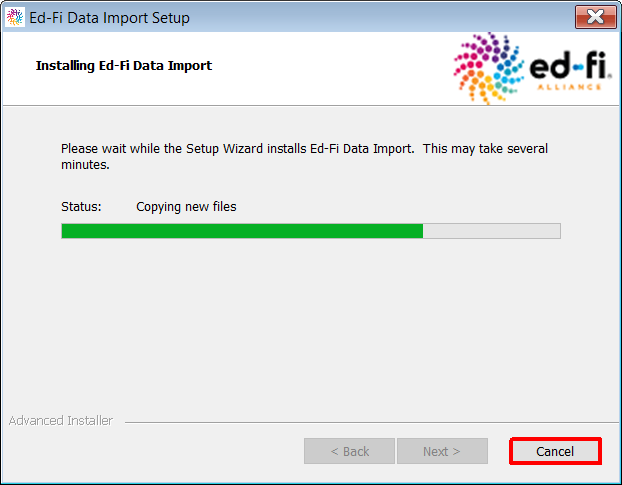 Ed-Fi Data Import Setup
Installing Ed-Fi Data Import
ed-fi®
ALLIANCE
Please wait while the Setup Wizard installs Ed-Fi Data Import.  This may take several
minutes.
Status: Copying new files
Advanced Installer
< Back Next > Cancel